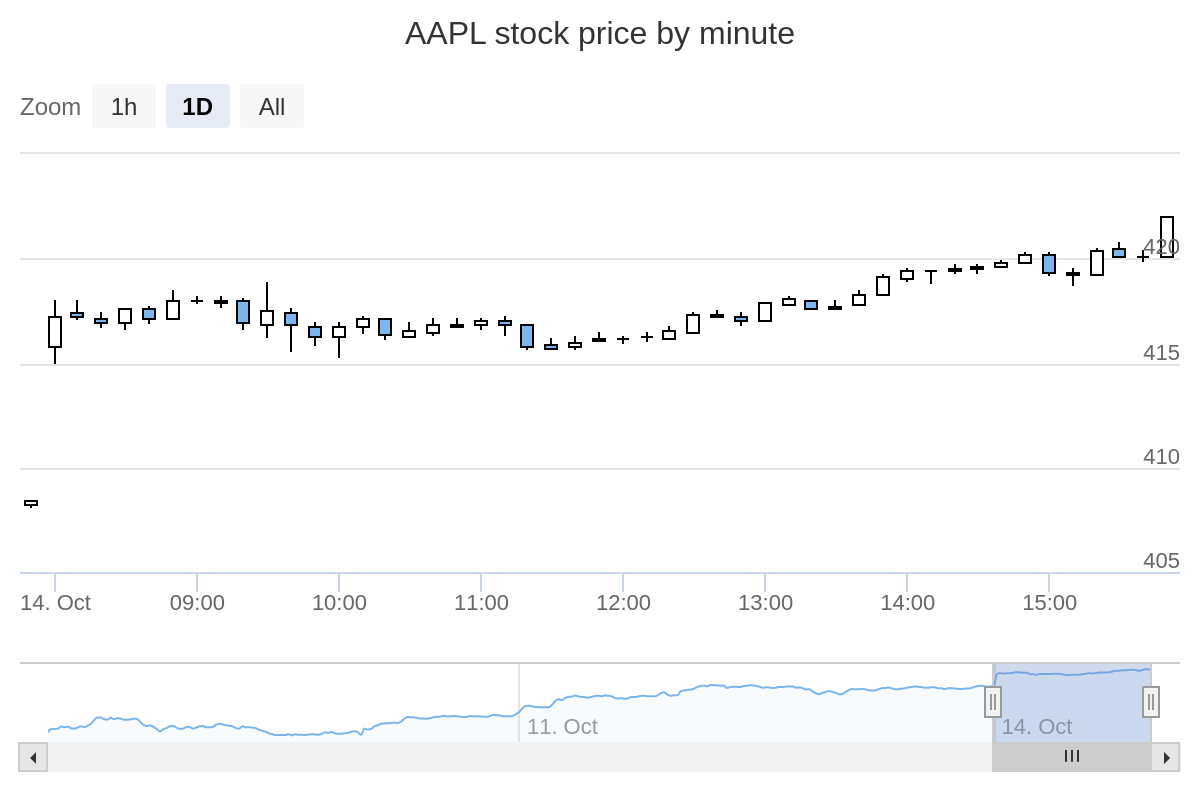 AAPL stock price by minute
Zoom 1h 1D All
420
415
410
405
14. Oct 09:00 10:00 11:00 12:00 13:00 14:00 15:00
11. Oct 14. Oct